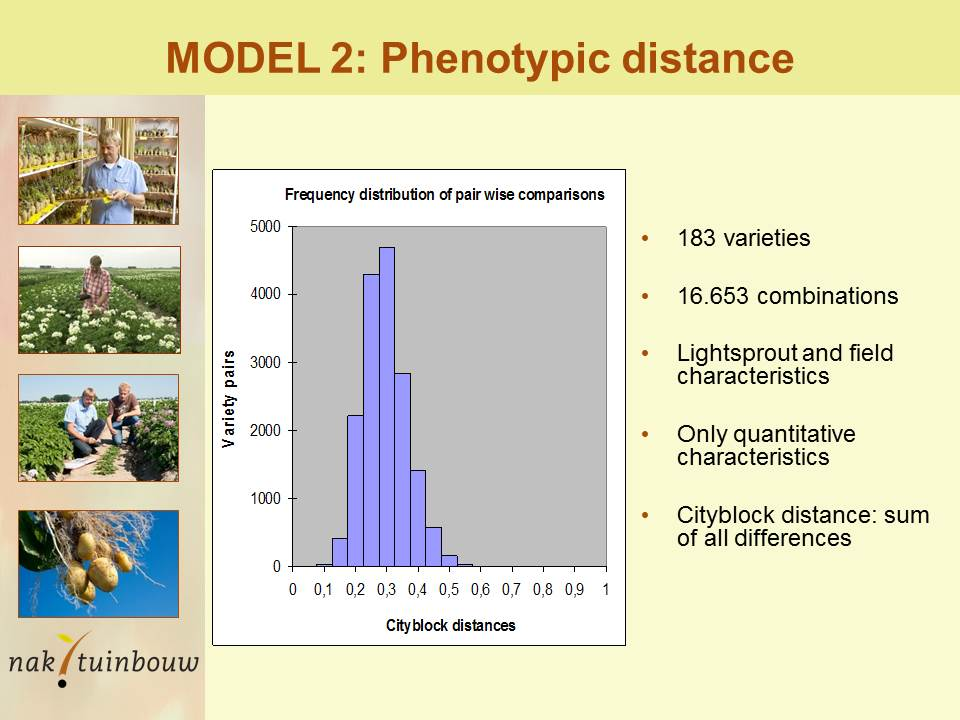 MODEL 2: Phenotypic distance
Frequency distribution of pair wise comparisons
Variety pairs
5000
4000
3000
2000
1000
0
0 0,1 0,2 0,3 0,4 0,5 0,6 0,7 0,8 0,9 1
Cityblock distances
• 183 varieties
• 16.653 combinations
• Lightsprout and field
characteristics
• Only quantitative
characteristics
• Cityblock distance: sum
of all differences
nak tuinbouw